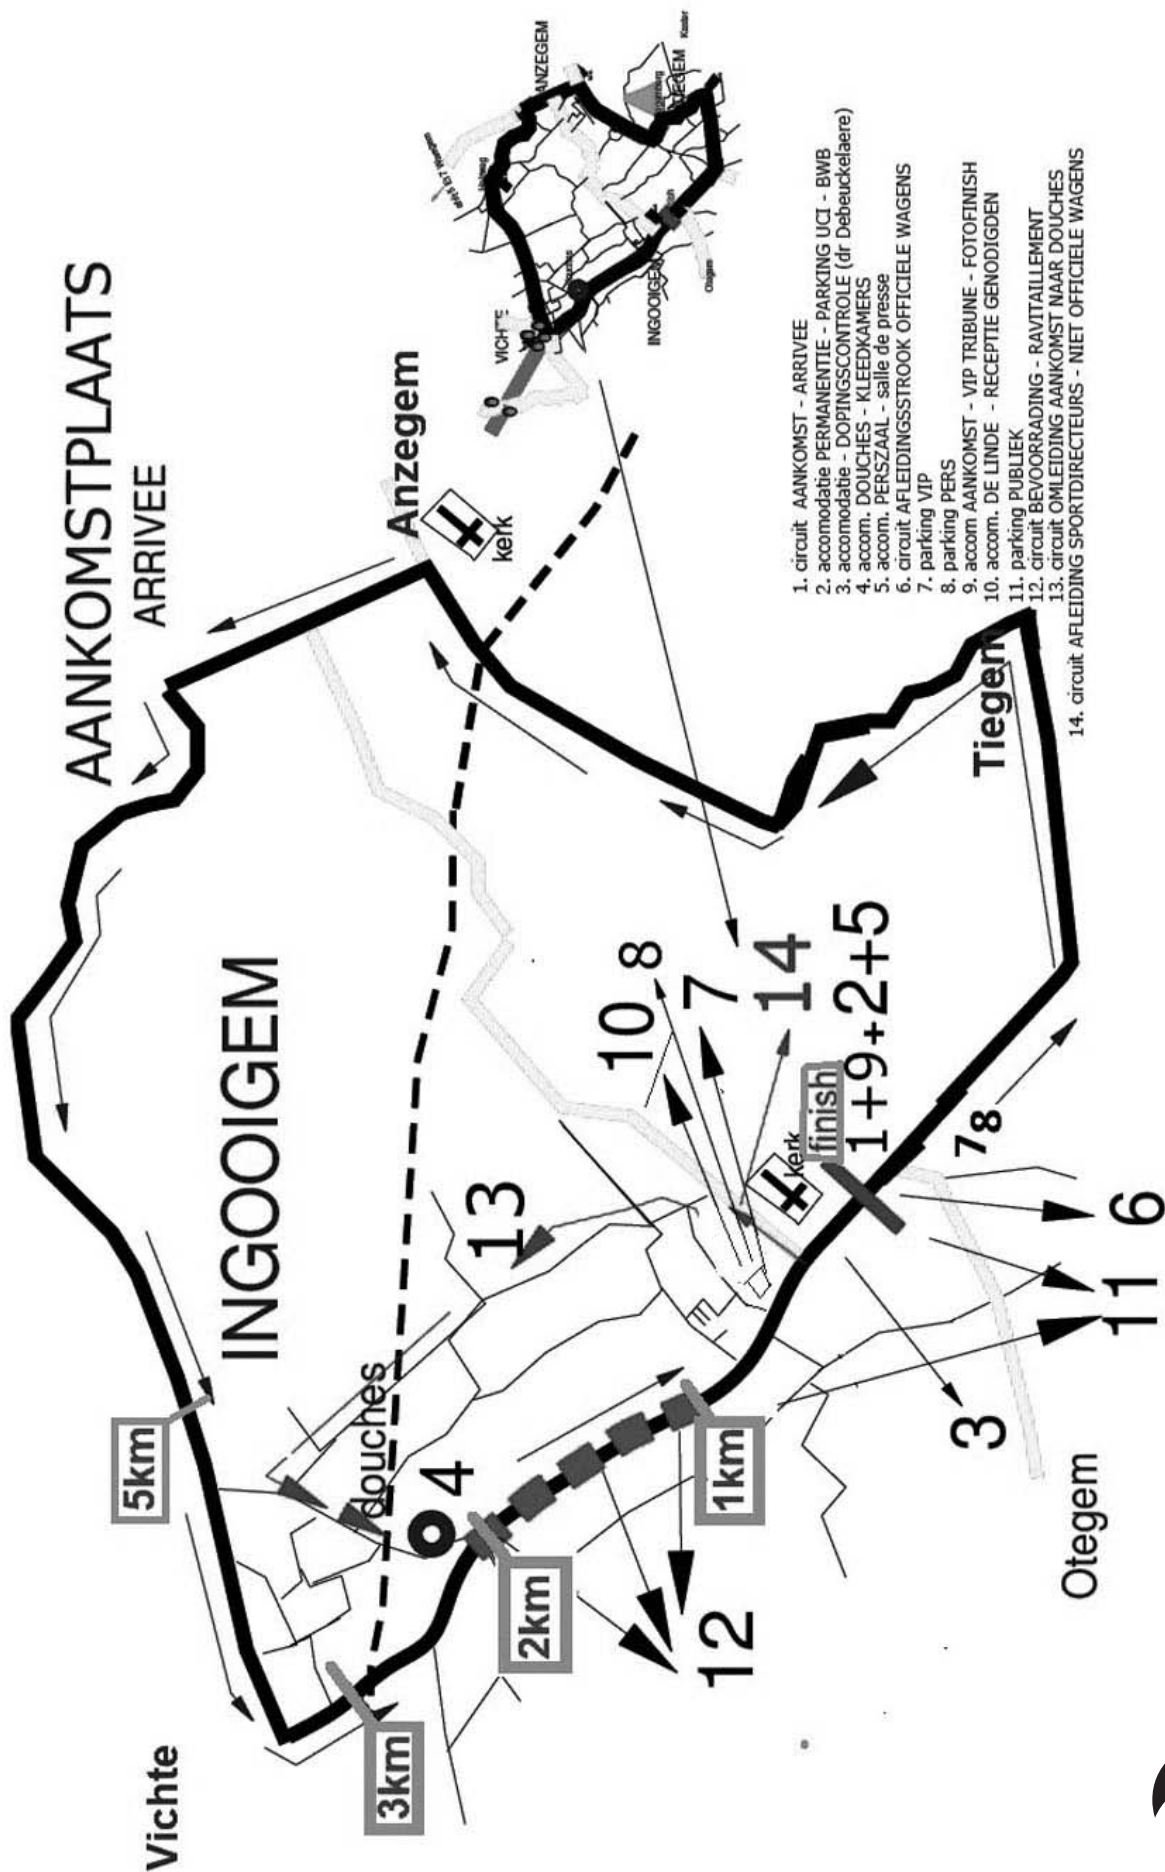 AANKOMSTPLAATS
ARRIVEE
INGOOIGEM
Anzegem
kerk
Vichte
5km
3km
2km
1km
douches
4
13
12
10
8
7
14
kerk
finish
1+9+2+5
78
3
11
6
Otegem
Tiegem
ANZEGEM
VICHTE
INGOOIGEM
Otegem
Kaster
1. circuit AANKOMST - ARRIVEE
2. accomodatie PERMANENTIE - PARKING UCI - BWB
3. accomodatie - DOPINGSCONTROLE (dr Debeuckelaere)
4. accom. DOUCHES - KLEEDKAMERS
5. accom. PERSZAAL - salle de presse
6. circuit AFLEIDINGSSTROOK OFFICIELE WAGENS
7. parking VIP
8. parking PERS
9. accom AANKOMST - VIP TRIBUNE - FOTOFINISH
10. accom. DE LINDE - RECEPTIE GENODIGDEN
11. parking PUBLIEK
12. circuit BEVOORRADING - RAVITAILLEMENT
13. circuit OMLEIDING AANKOMST NAAR DOUCHES
14. circuit AFLEIDING SPORTDIRECTEURS - NIET OFFICIELE WAGENS